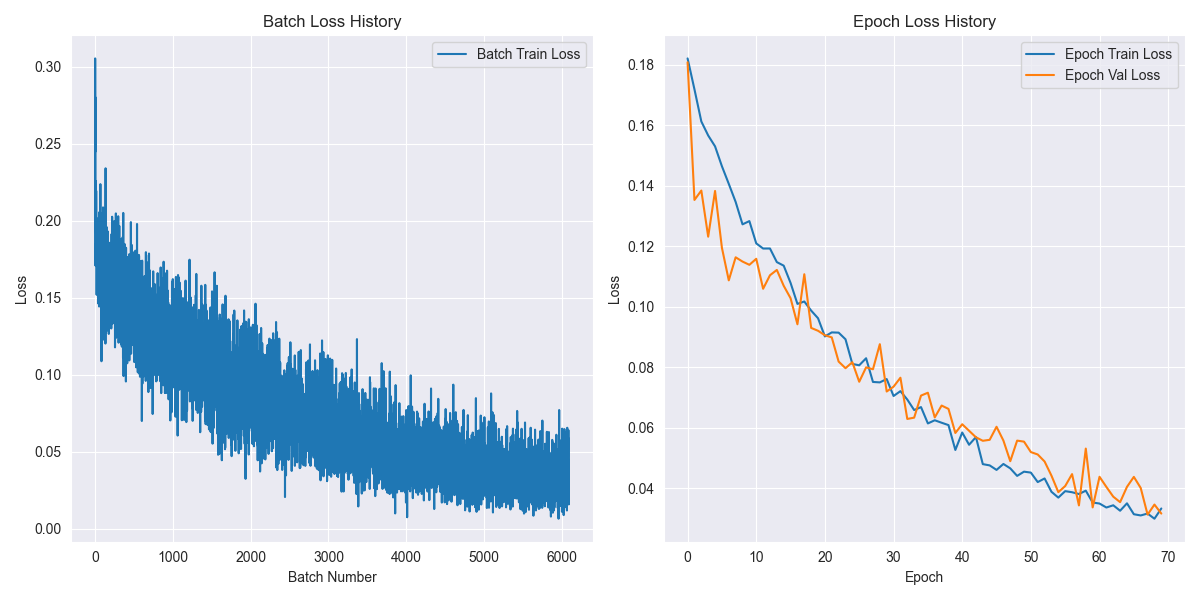 Batch Loss History
Batch Train Loss
0.30
0.25
0.20
0.15
0.10
0.05
0.00
Loss
0 1000 2000 3000 4000 5000 6000
Batch Number
Epoch Loss History
Epoch Train Loss
Epoch Val Loss
0.18
0.16
0.14
0.12
0.10
0.08
0.06
0.04
Loss
0 10 20 30 40 50 60 70
Epoch